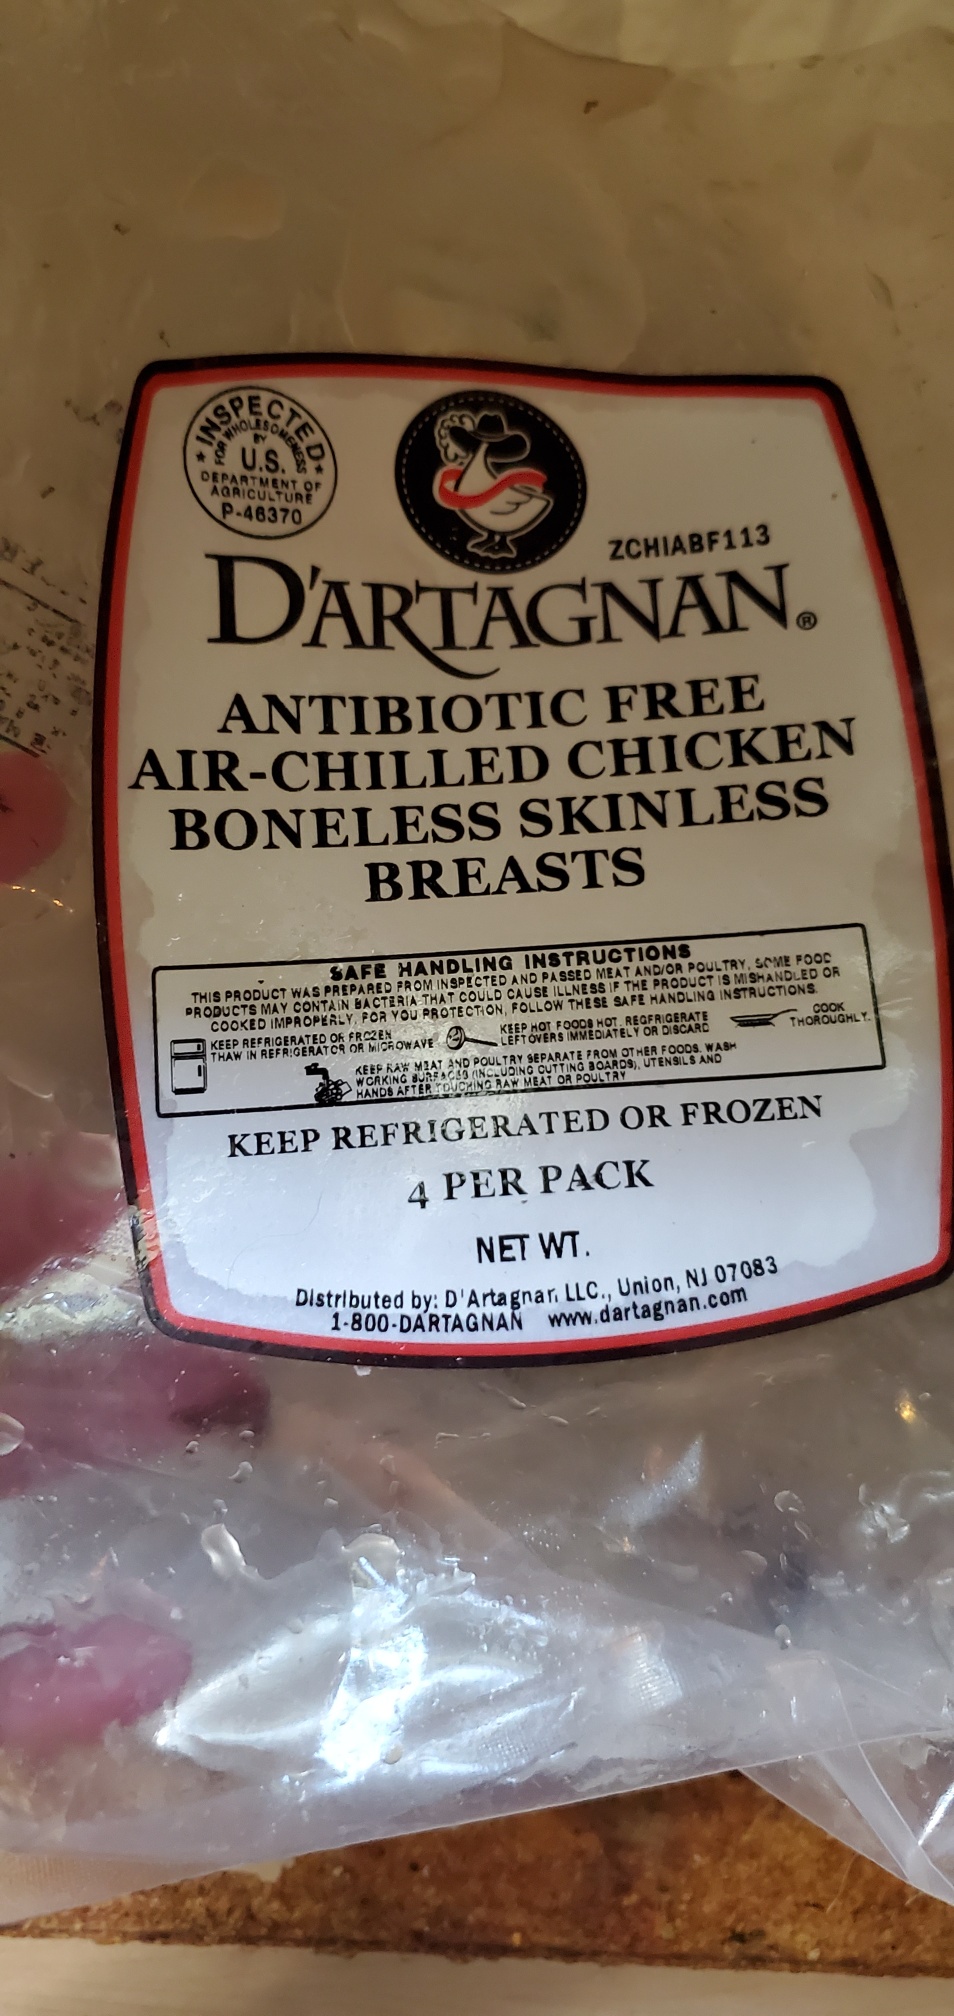 INSPECTED
FOR WHOLESOMENESS
BY
U.S.
DEPARTMENT OF
AGRICULTURE
P-46370
ZCHIABF113
D'ARTAGNAN®
ANTIBIOTIC FREE
AIR-CHILLED CHICKEN
BONELESS SKINLESS
BREASTS
SAFE HANDLING INSTRUCTIONS
THIS PRODUCT WAS PREPARED FROM INSPECTED AND PASSED MEAT AND/OR POULTRY. SOME FOOD
PRODUCTS MAY CONTAIN BACTERIA THAT COULD CAUSE ILLNESS IF THE PRODUCT IS MISHANDLED OR
COOKED IMPROPERLY, FOR YOU PROTECTION, FOLLOW THESE SAFE HANDLING INSTRUCTIONS.
KEEP REFRIGERATED OR FROZEN
THAW IN REFRIGERATOR OR MICROWAVE
KEEP HOT FOODS HOT, REGFRIGERATE
LEFTOVERS IMMEDIATELY OR DISCARD
COOK
THOROUGHLY.
KEEP RAW MEAT AND POULTRY SEPARATE FROM OTHER FOODS. WASH
WORKING SURFACES (INCLUDING CUTTING BOARDS), UTENSILS AND
HANDS AFTER TOUCHING RAW MEAT OR POULTRY
KEEP REFRIGERATED OR FROZEN
4 PER PACK
NET WT.
Distributed by: D'Artagnan, LLC., Union, NJ 07083
1-800-DARTAGNAN www.dartagnan.com